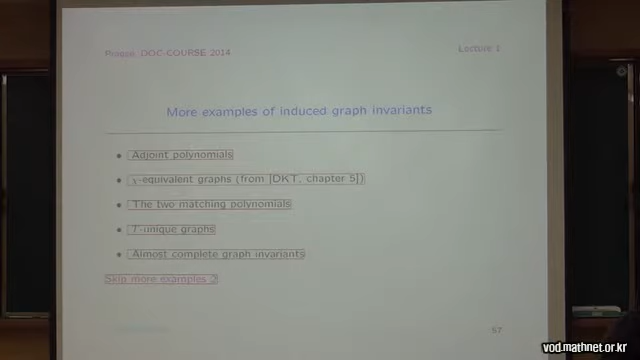 Prague, DOC-COURSE 2014
Lecture 1
More examples of induced graph invariants
• Adjoint polynomials
• χ-equivalent graphs (from [DKT, chapter 5])
• The two matching polynomials
• T-unique graphs
• Almost complete graph invariants
Skip more examples
57
vod.mathnet.or.kr